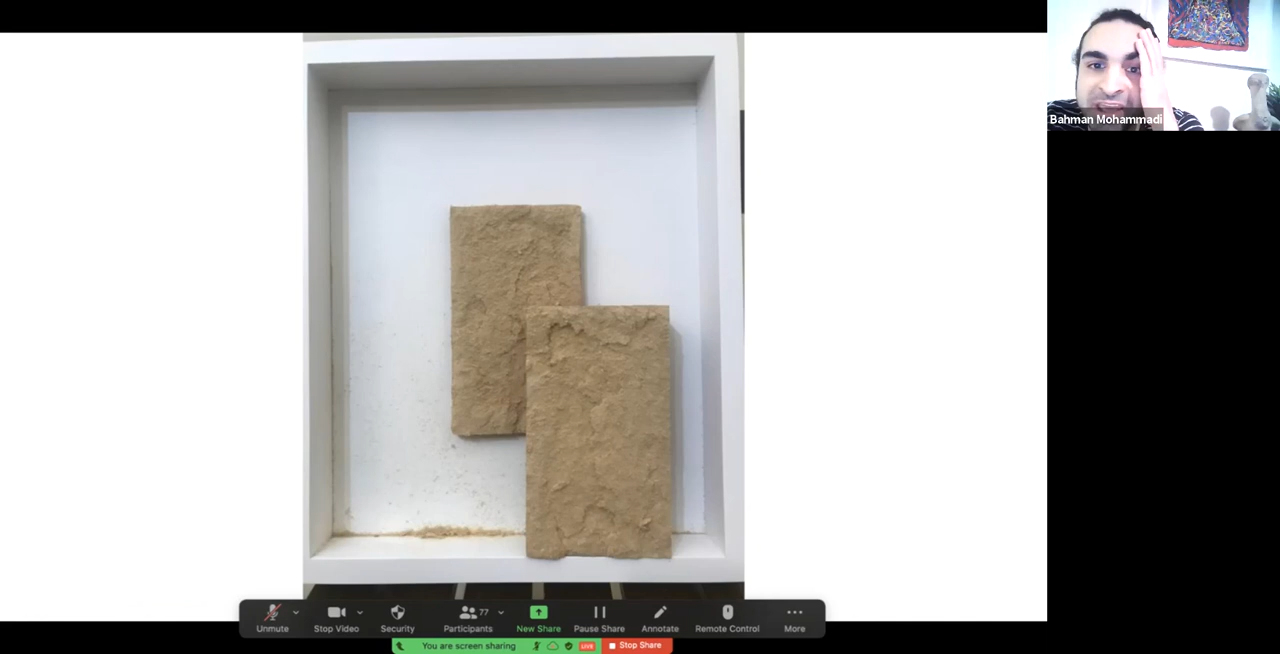 Bahman Mohammadi
Unmute
Stop Video
Security
77
Participants
New Share
Pause Share
Annotate
Remote Control
More
You are screen sharing
LIVE
Stop Share